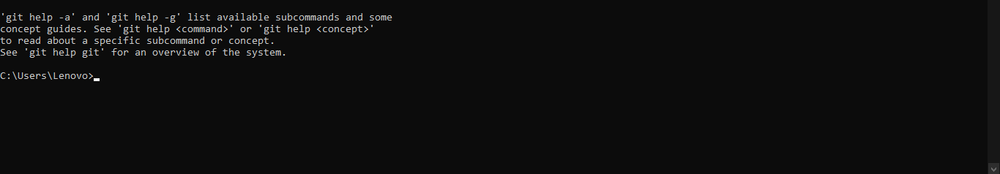 'git help -a' and 'git help -g' list available subcommands and some
concept guides. See 'git help <command>' or 'git help <concept>'
to read about a specific subcommand or concept.
See 'git help git' for an overview of the system.
C:\Users\Lenovo>